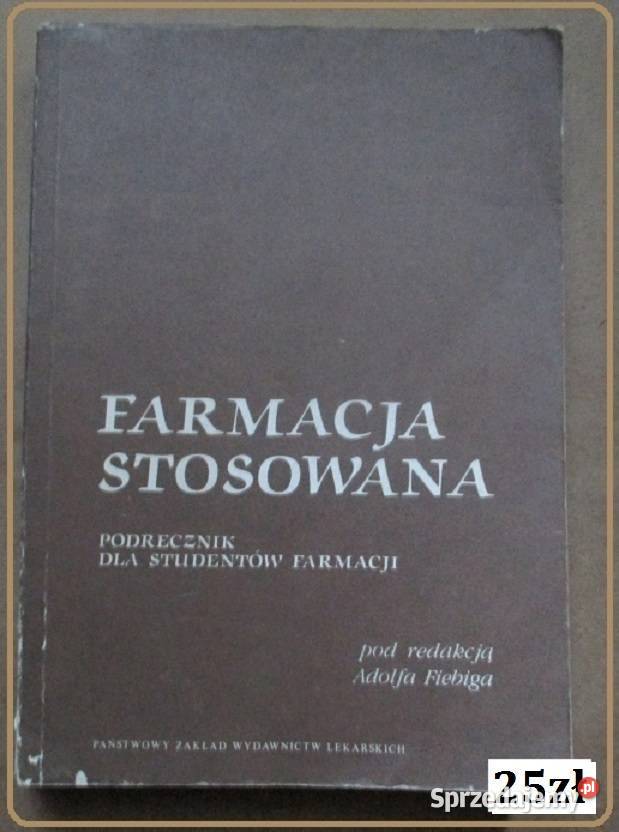 FARMACJA
STOSOWANA
PODRĘCZNIK
DLA STUDENTÓW FARMACJI
pod redakcją
Adolfa Fiebiga
PAŃSTWOWY ZAKŁAD WYDAWNICTW LEKARSKICH
25zł
Sprzedajemy.pl